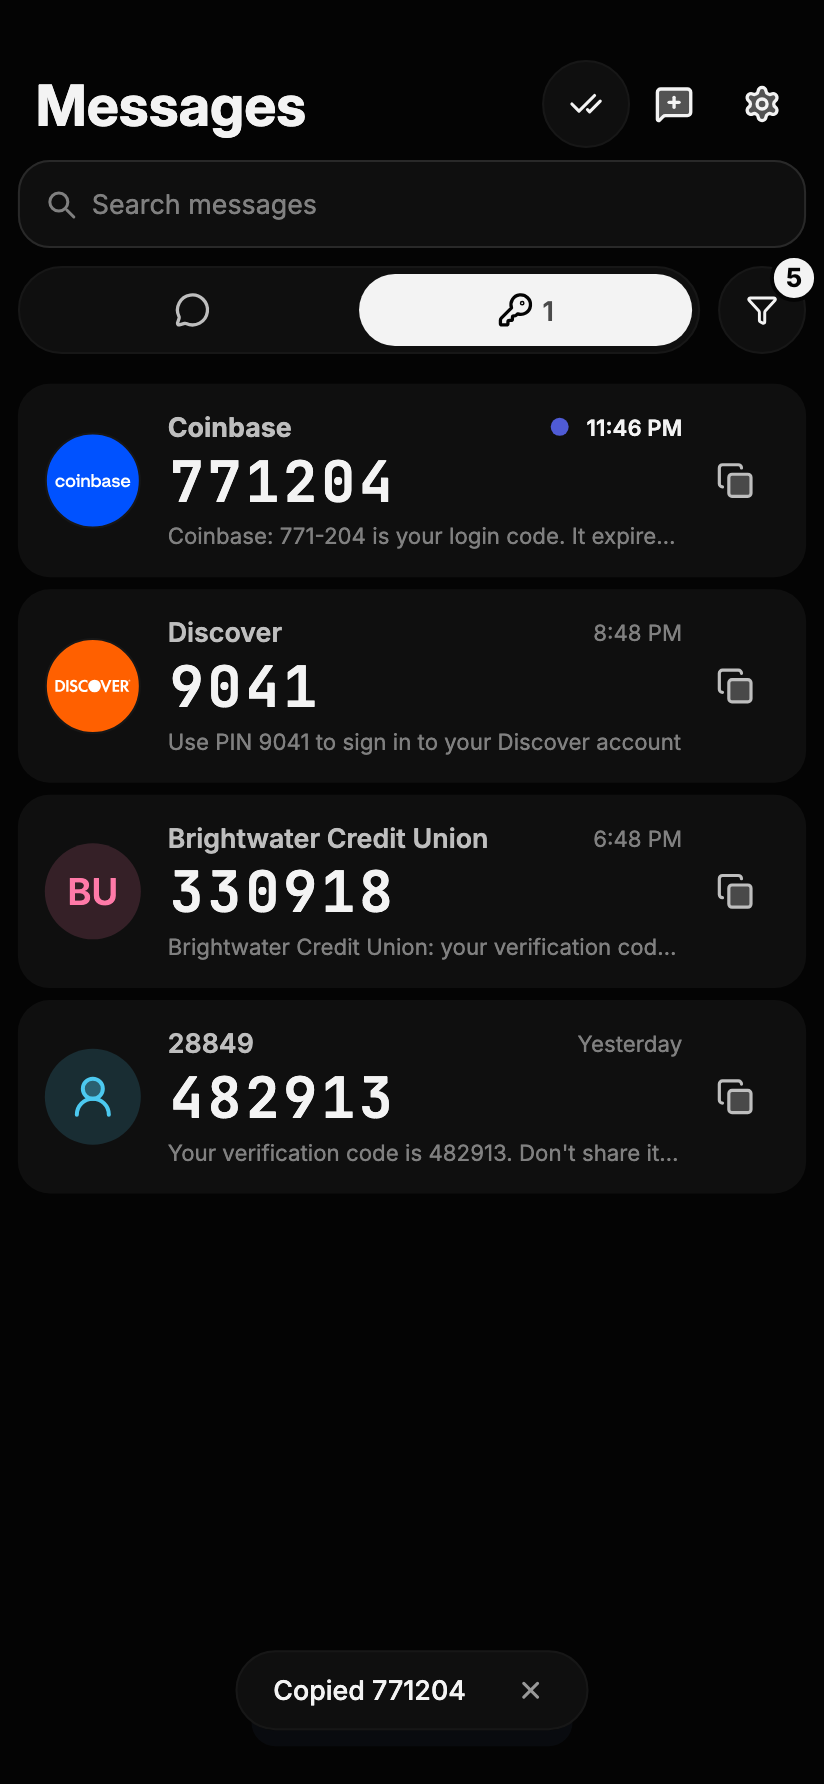 Messages
Search messages
1
5
Coinbase
11:46 PM
coinbase
771204
Coinbase: 771-204 is your login code. It expire...
Discover
8:48 PM
DISCOVER
9041
Use PIN 9041 to sign in to your Discover account
Brightwater Credit Union
6:48 PM
BU
330918
Brightwater Credit Union: your verification cod...
28849
Yesterday
482913
Your verification code is 482913. Don't share it...
Copied 771204